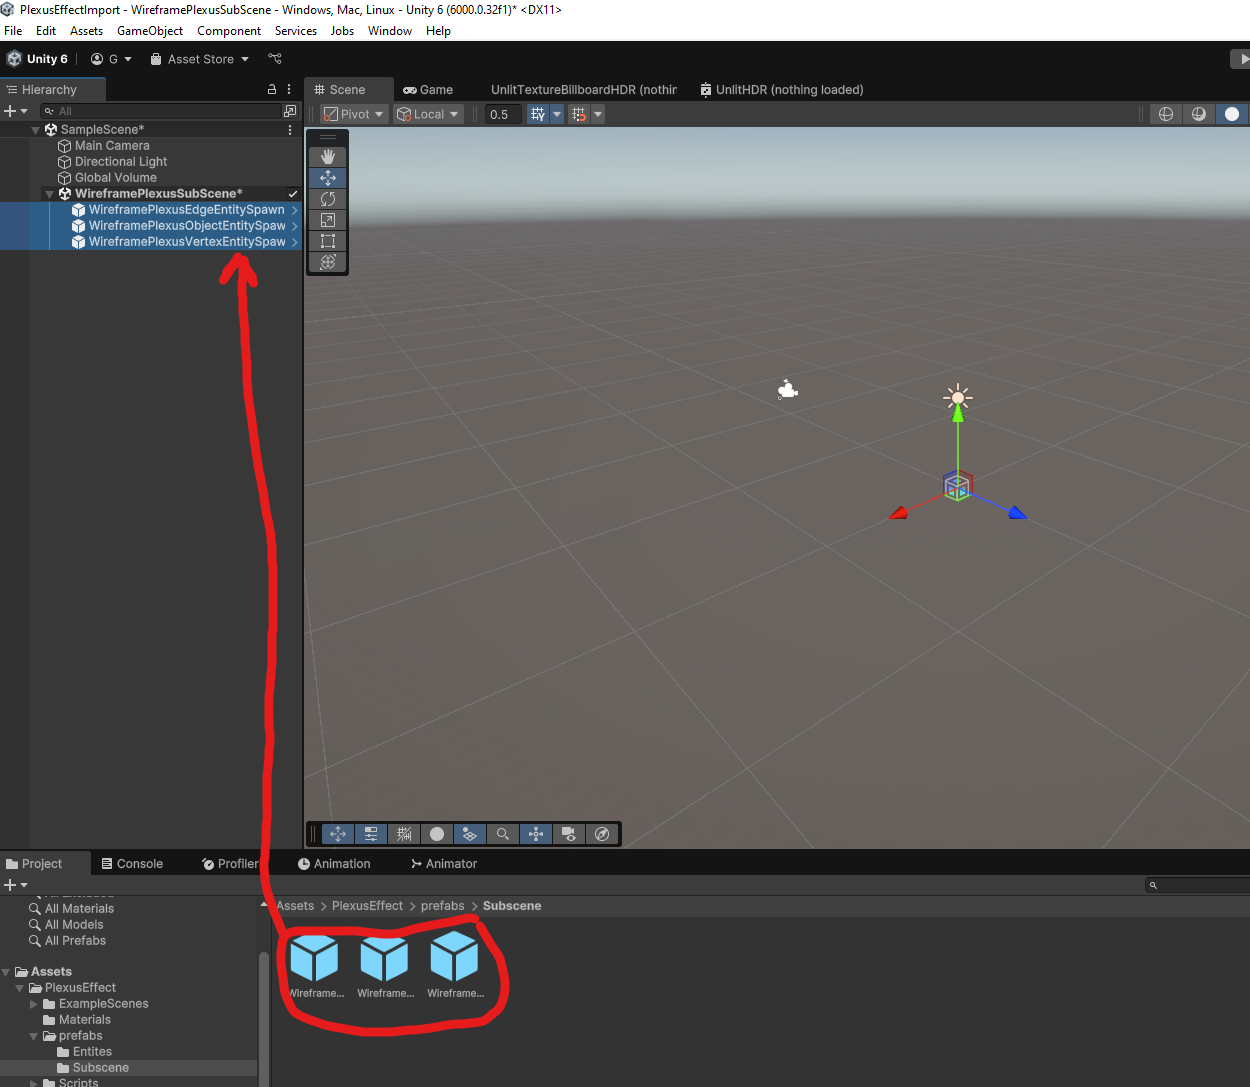 PlexusEffectImport - WireframePlexusSubScene - Windows, Mac, Linux - Unity 6 (6000.0.32f1)* <DX11>
File Edit Assets GameObject Component Services Jobs Window Help
Unity 6 G Asset Store
Hierarchy Scene Game UnlitTextureBillboardHDR (nothin UnlitHDR (nothing loaded)
All Pivot Local 0.5
SampleScene*
Main Camera
Directional Light
Global Volume
WireframePlexusSubScene*
WireframePlexusEdgeEntitySpawn
WireframePlexusObjectEntitySpaw
WireframePlexusVertexEntitySpaw
Project Console Profiler Animation Animator
All Materials
All Models
All Prefabs
Assets
PlexusEffect
ExampleScenes
Materials
prefabs
Entites
Subscene
Scripts
Assets > PlexusEffect > prefabs > Subscene
Wireframe... Wireframe... Wireframe...